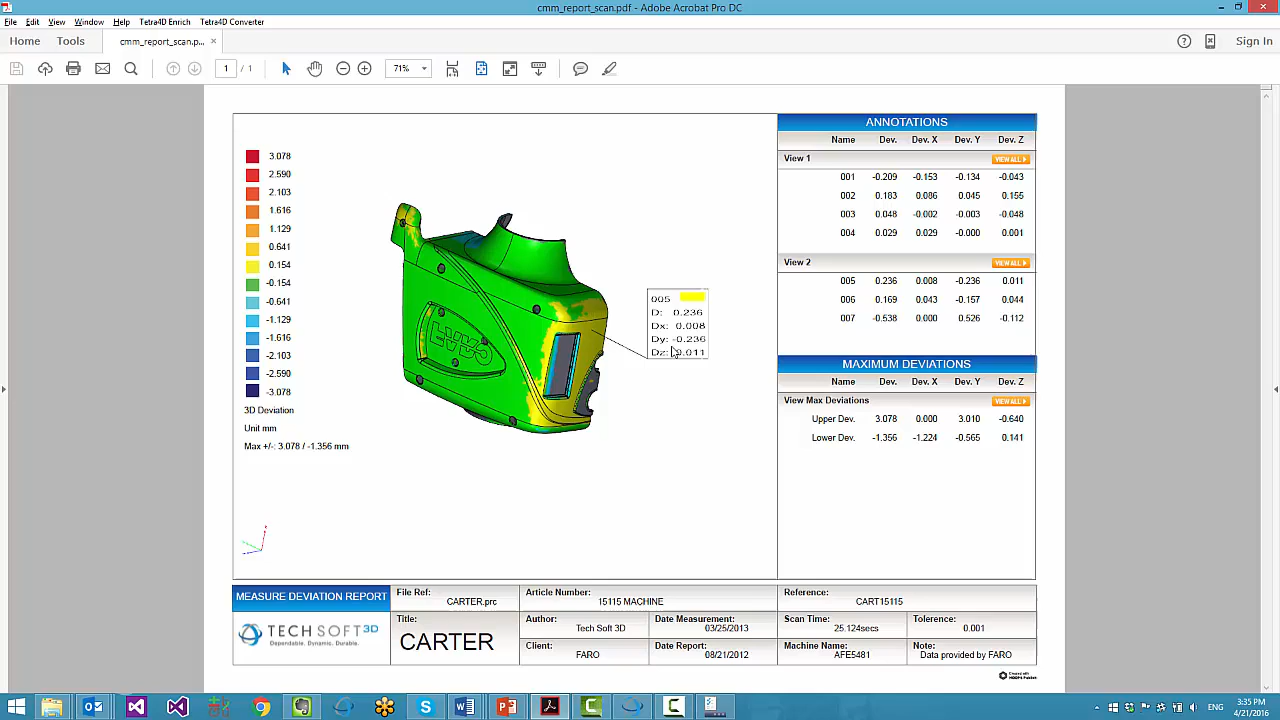 cmm_report_scan.pdf - Adobe Acrobat Pro DC
File Edit View Window Help Tetra4D Enrich Tetra4D Converter
Home Tools cmm_report_scan.p... × Sign In
1 / 1 71%
ANNOTATIONS
Name Dev. Dev. X Dev. Y Dev. Z
View 1 VIEW ALL
001 -0.209 -0.153 -0.134 -0.043
002 0.183 0.086 0.045 0.155
003 0.048 -0.002 -0.003 -0.048
004 0.029 0.029 -0.000 0.001
View 2 VIEW ALL
005 0.236 0.008 -0.236 0.011
006 0.169 0.043 -0.157 0.044
007 -0.538 0.000 0.526 -0.112
MAXIMUM DEVIATIONS
Name Dev. Dev. X Dev. Y Dev. Z
View Max Deviations VIEW ALL
Upper Dev. 3.078 0.000 3.010 -0.640
Lower Dev. -1.356 -1.224 -0.565 0.141
3.078
2.590
2.103
1.616
1.129
0.641
0.154
-0.154
-0.641
-1.129
-1.616
-2.103
-2.590
-3.078
3D Deviation
Unit mm
Max +/-: 3.078 / -1.356 mm
FARO
005
D: 0.236
Dx: 0.008
Dy: -0.236
Dz: 0.011
MEASURE DEVIATION REPORT
TECH SOFT 3D
Dependable. Dynamic. Durable.
File Ref:
CARTER.prc
Title:
CARTER
Article Number:
15115 MACHINE
Author:
Tech Soft 3D
Date Measurement:
03/25/2013
Client:
FARO
Date Report:
08/21/2012
Reference:
CART15115
Scan Time:
25.124secs
Tolerence:
0.001
Machine Name:
AFE5481
Note:
Data provided by FARO
Created with
HOOPS Publish
ENG
3:35 PM
4/21/2016